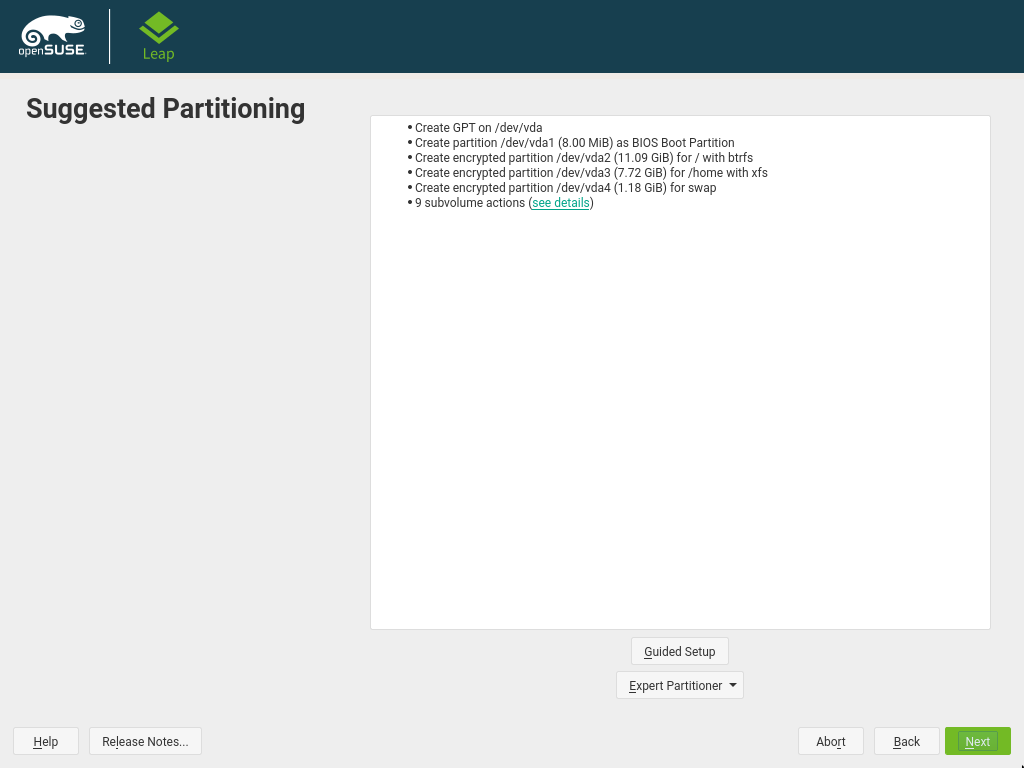 openSUSE.
Leap
Suggested Partitioning
• Create GPT on /dev/vda
• Create partition /dev/vda1 (8.00 MiB) as BIOS Boot Partition
• Create encrypted partition /dev/vda2 (11.09 GiB) for / with btrfs
• Create encrypted partition /dev/vda3 (7.72 GiB) for /home with xfs
• Create encrypted partition /dev/vda4 (1.18 GiB) for swap
• 9 subvolume actions (see details)
Guided Setup
Expert Partitioner
Help
Release Notes...
Abort
Back
Next